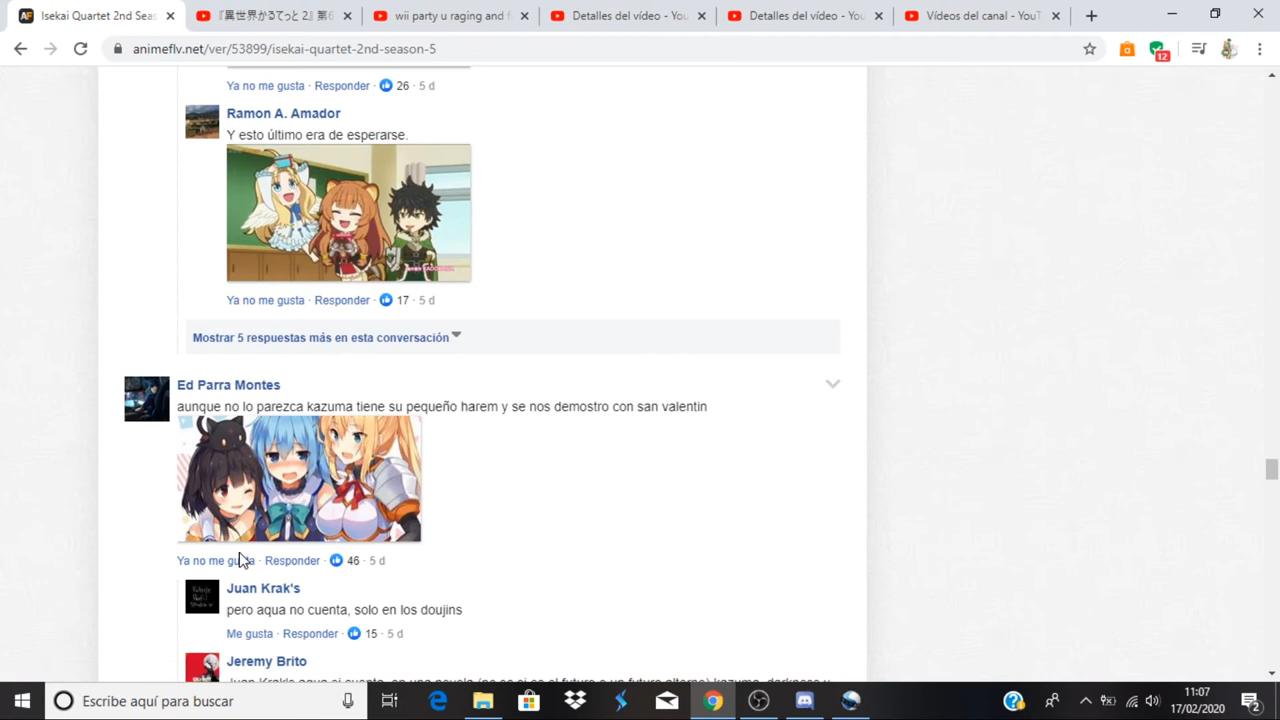 Isekai Quartet 2nd Seas
『異世界かるてっと 2』第6
wii party u raging and f
Detalles del vídeo - You
Detalles del vídeo - You
Vídeos del canal - YouT
animeflv.net/ver/53899/isekai-quartet-2nd-season-5
12
Ya no me gusta · Responder · 26 · 5 d
Ramon A. Amador
Y esto último era de esperarse.
Ya no me gusta · Responder · 17 · 5 d
Mostrar 5 respuestas más en esta conversación
Ed Parra Montes
aunque no lo parezca kazuma tiene su pequeño harem y se nos demostro con san valentin
Ya no me gusta · Responder · 46 · 5 d
Juan Krak's
pero aqua no cuenta, solo en los doujins
Me gusta · Responder · 15 · 5 d
Jeremy Brito
Escribe aquí para buscar
11:07
17/02/2020
2